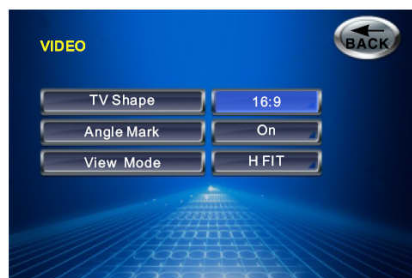 VIDEO
BACK
TV Shape 16:9
Angle Mark On
View Mode H FIT